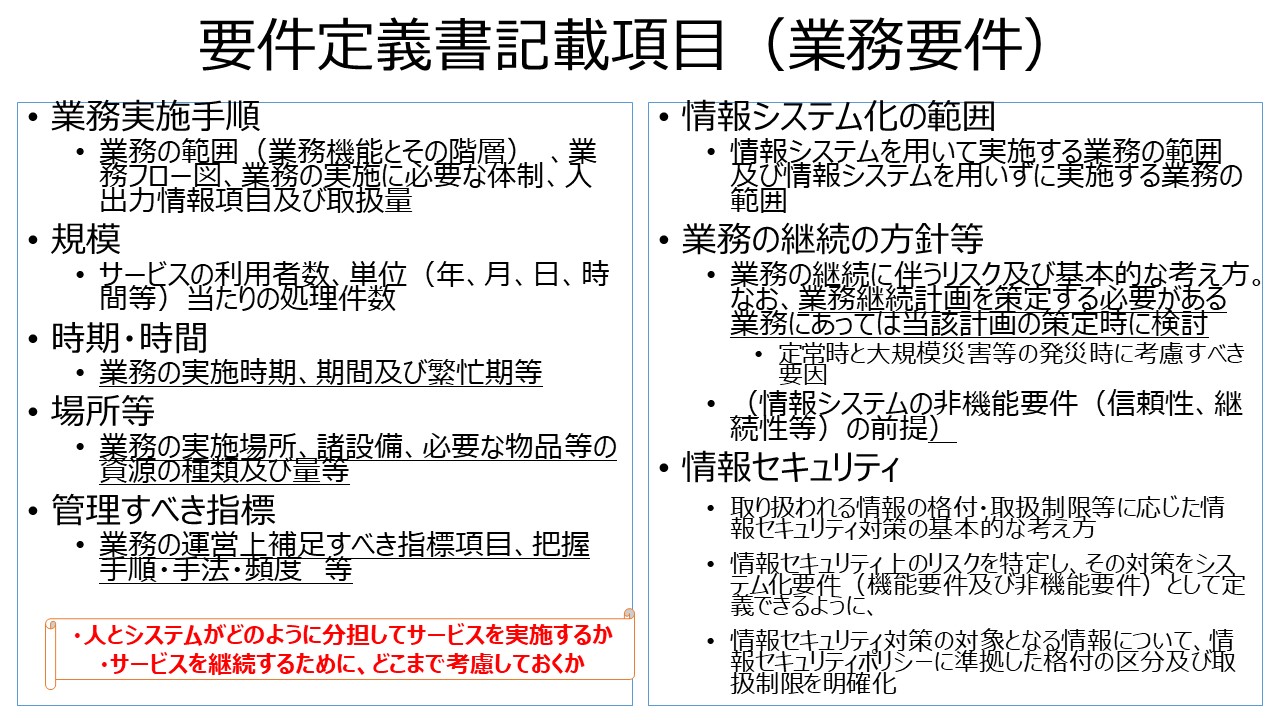 要件定義書記載項目（業務要件）
• 業務実施手順
• 業務の範囲（業務機能とその階層）　、業
務フロー図、業務の実施に必要な体制、入
出力情報項目及び取扱量
• 規模
• サービスの利用者数、単位（年、月、日、時
間等）当たりの処理件数
• 時期・時間
• 業務の実施時期、期間及び繁忙期等
• 場所等
• 業務の実施場所、諸設備、必要な物品等の
資源の種類及び量等
• 管理すべき指標
• 業務の運営上補足すべき指標項目、把握
手順・手法・頻度　等
・人とシステムがどのように分担してサービスを実施するか
・サービスを継続するために、どこまで考慮しておくか
• 情報システム化の範囲
• 情報システムを用いて実施する業務の範囲
及び情報システムを用いずに実施する業務の
範囲
• 業務の継続の方針等
• 業務の継続に伴うリスク及び基本的な考え方。
なお、業務継続計画を策定する必要がある
業務にあっては当該計画の策定時に検討
• 定常時と大規模災害等の発災時に考慮すべき
要因
• （情報システムの非機能要件（信頼性、継
続性等）の前提）
• 情報セキュリティ
• 取り扱われる情報の格付・取扱制限等に応じた情
報セキュリティ対策の基本的な考え方
• 情報セキュリティ上のリスクを特定し、その対策をシス
テム化要件（機能要件及び非機能要件）として定
義できるように、
• 情報セキュリティ対策の対象となる情報について、情
報セキュリティポリシーに準拠した格付の区分及び取
扱制限を明確化